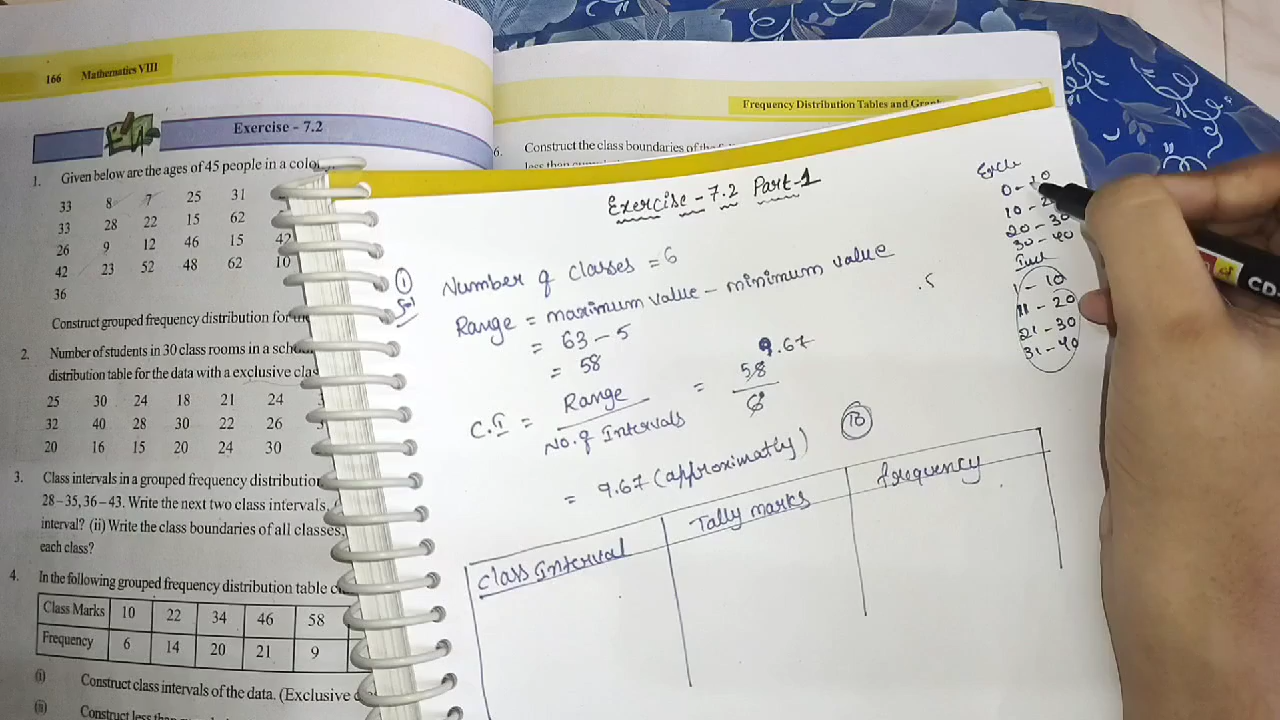 166 Mathematics VIII
Exercise - 7.2
1. Given below are the ages of 45 people in a
33 8 7 25 31
33 28 22 15 62
26 9 12 46 15 42
42 23 52 48 62 10
36
Construct grouped frequency distribution for
2. Number of students in 30 class rooms in a
distribution table for the data with a exclusive
25 30 24 18 21 24
32 40 28 30 22 26
20 16 15 20 24 30
3. Class intervals in a grouped frequency
28–35, 36–43. Write the next two class intervals.
interval? (ii) Write the class boundaries of all classes,
each class?
4. In the following grouped frequency distribution table
Class Marks 10 22 34 46 58
Frequency 6 14 20 21 9
(i) Construct class intervals of the data. (Exclusive
(ii) Construct less
Frequency Distribution Tables and
6. Construct the class boundaries of the
less than
Exercise - 7.2 Part-1
① Number of classes = 6
Sol Range = maximum value - minimum value
= 63 - 5
= 58
C.I = Range / No. of Intervals = 58 / 6 9.67
= 9.67 (approximatly) 10
Class Interval Tally marks frequency
.5
Exclu
0 - 10
10 - 20
20 - 30
30 - 40
1 - 10
11 - 20
21 - 30
31 - 40